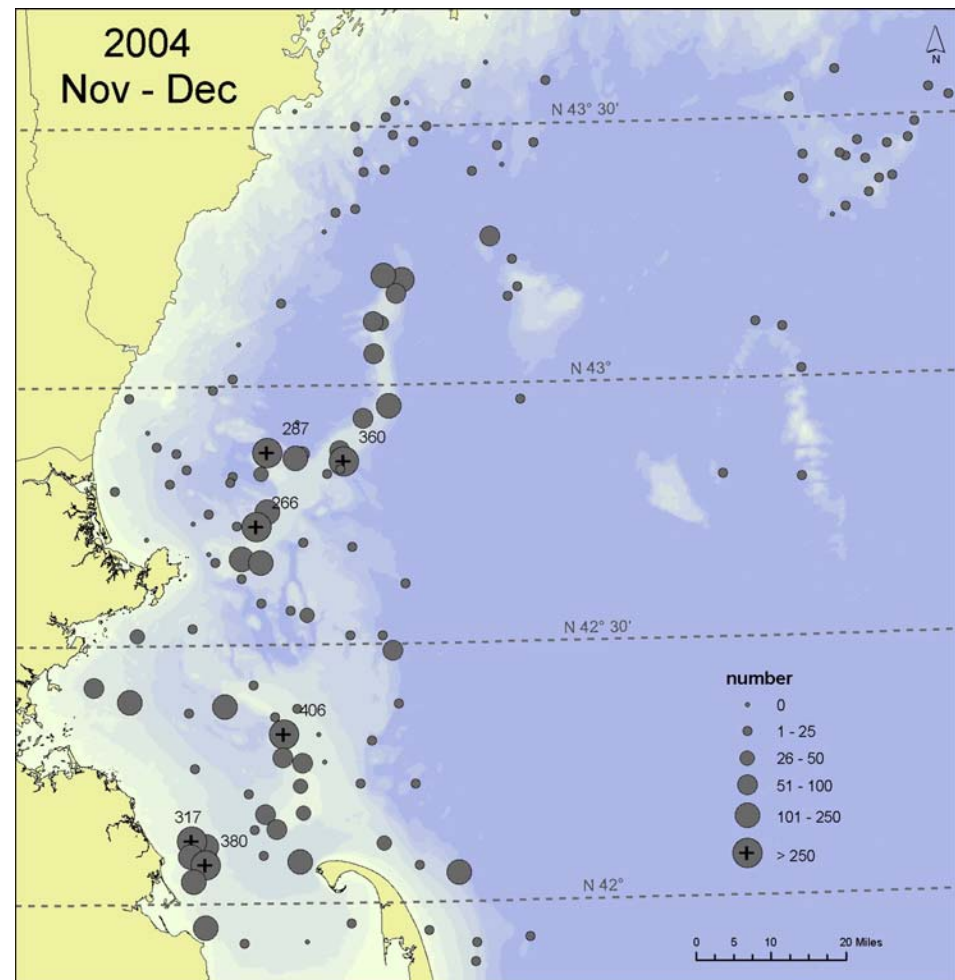 2004
Nov - Dec
N
N 43° 30'
N 43°
287
360
266
N 42° 30'
number
0
1 - 25
26 - 50
51 - 100
101 - 250
> 250
406
317
380
N 42°
0 5 10 20 Miles